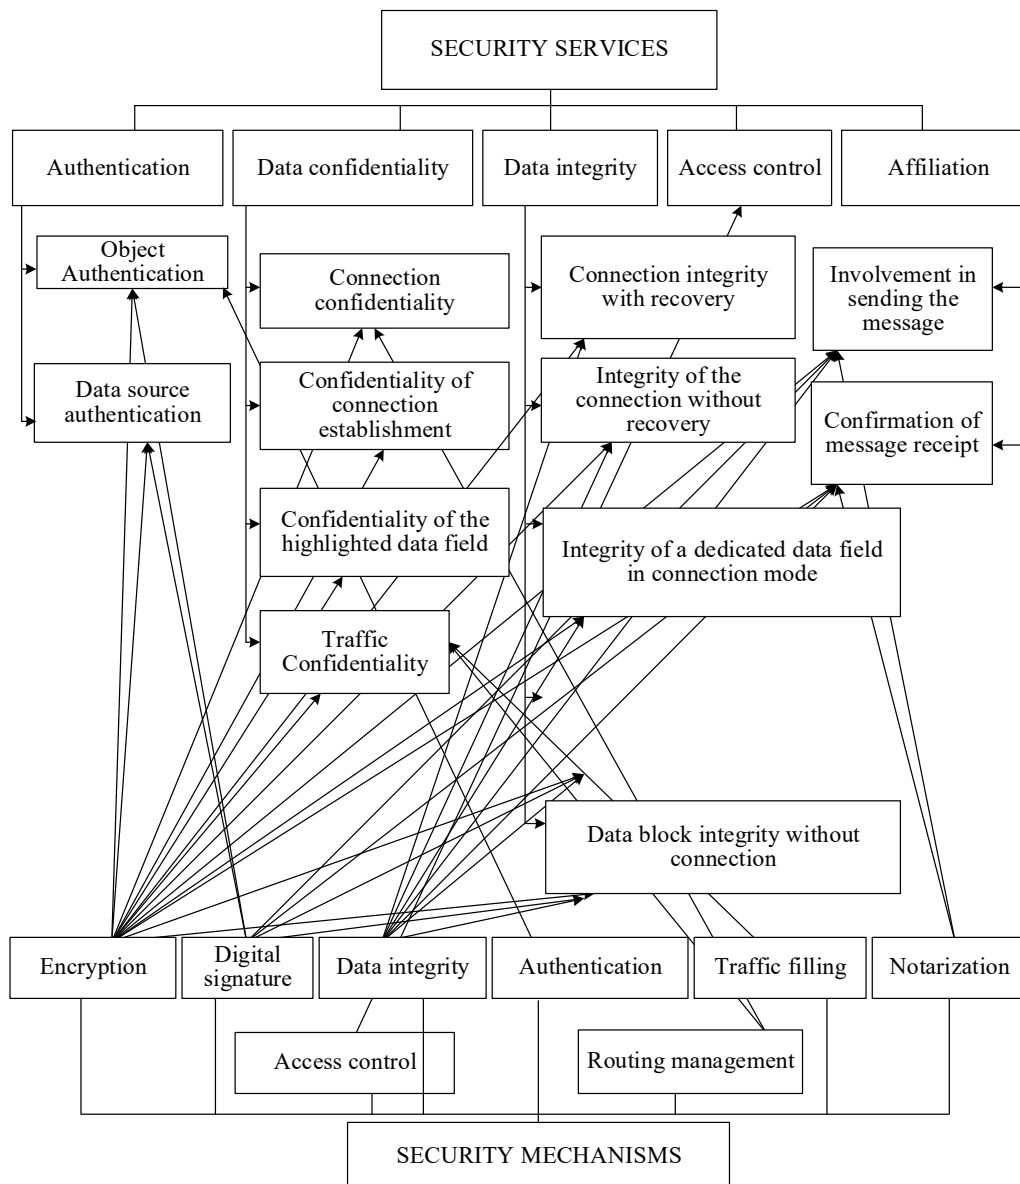 SECURITY SERVICES
Authentication
Data confidentiality
Data integrity
Access control
Affiliation
Object
Authentication
Connection
confidentiality
Connection integrity
with recovery
Involvement in
sending the
message
Data source
authentication
Confidentiality of
connection
establishment
Integrity of the
connection without
recovery
Confirmation of
message receipt
Confidentiality of the
highlighted data field
Integrity of a dedicated data field
in connection mode
Traffic
Confidentiality
Data block integrity without
connection
Encryption
Digital
signature
Data integrity
Authentication
Traffic filling
Notarization
Access control
Routing management
SECURITY MECHANISMS